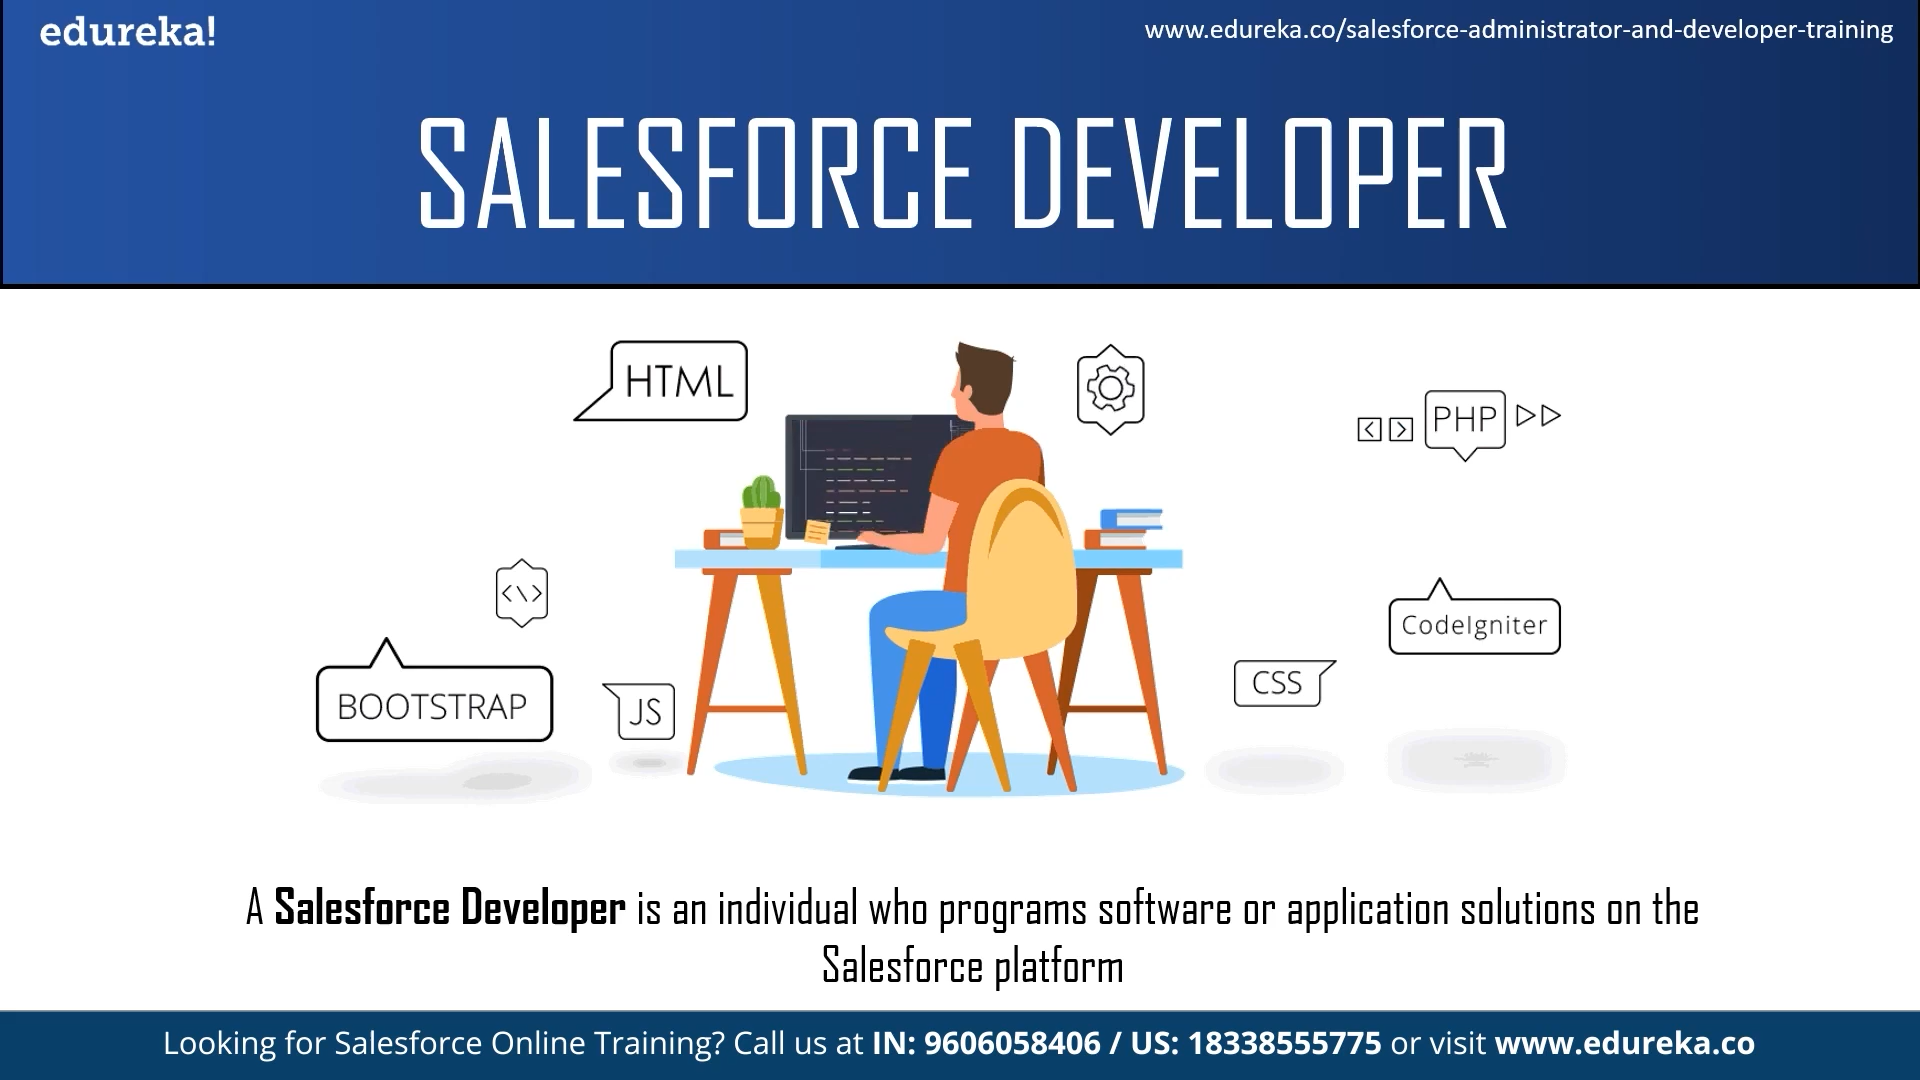 edureka!
www.edureka.co/salesforce-administrator-and-developer-training
SALESFORCE DEVELOPER
HTML
PHP
<\>
CodeIgniter
BOOTSTRAP
JS
CSS
A Salesforce Developer is an individual who programs software or application solutions on the
Salesforce platform
Looking for Salesforce Online Training? Call us at IN: 9606058406 / US: 18338555775 or visit www.edureka.co